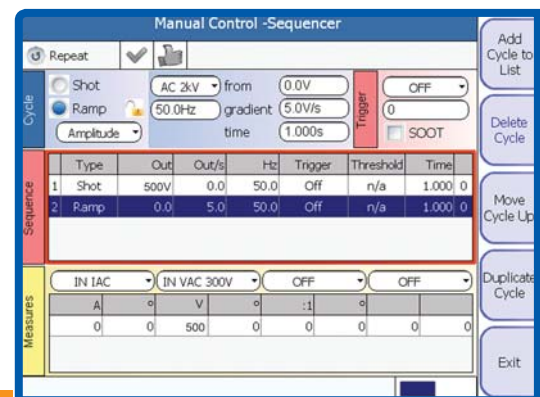 Manual Control -Sequencer
Repeat
Cycle
Shot
AC 2kV
from
0.0V
Trigger
OFF
Ramp
50.0Hz
gradient
5.0V/s
0
Amplitude
time
1.000s
SOOT
Sequence
Type Out Out/s Hz Trigger Threshold Time
1 Shot 500V 0.0 50.0 Off n/a 1.000 0
2 Ramp 0.0 5.0 50.0 Off n/a 1.000 0
Measures
IN IAC IN VAC 300V OFF OFF
A ° V ° :1 °
0 0 500 0 0 0 0 0
Add
Cycle to
List
Delete
Cycle
Move
Cycle Up
Duplicate
Cycle
Exit